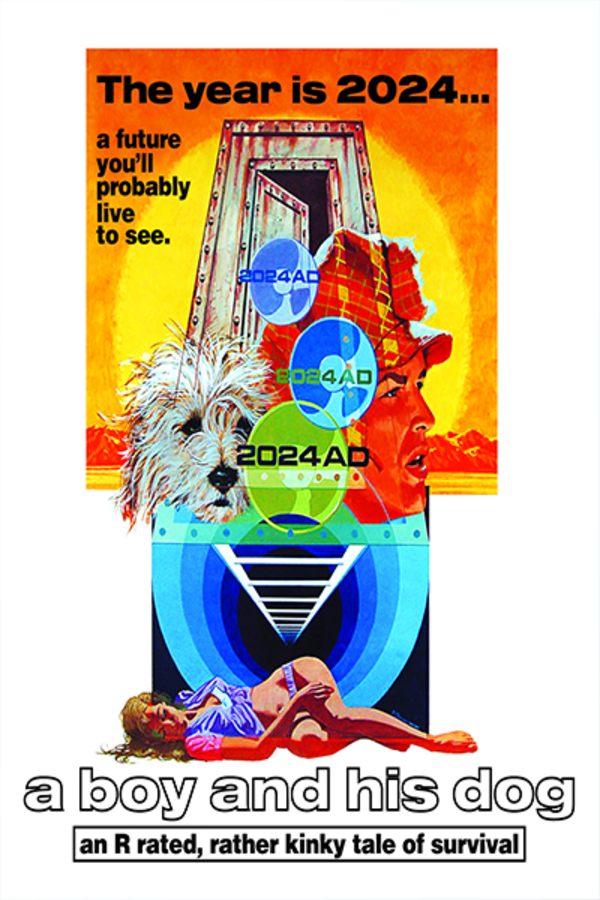 The year is 2024...
a future
you'll
probably
live
to see.
2024AD
2024AD
2024AD
a boy and his dog
an R rated, rather kinky tale of survival